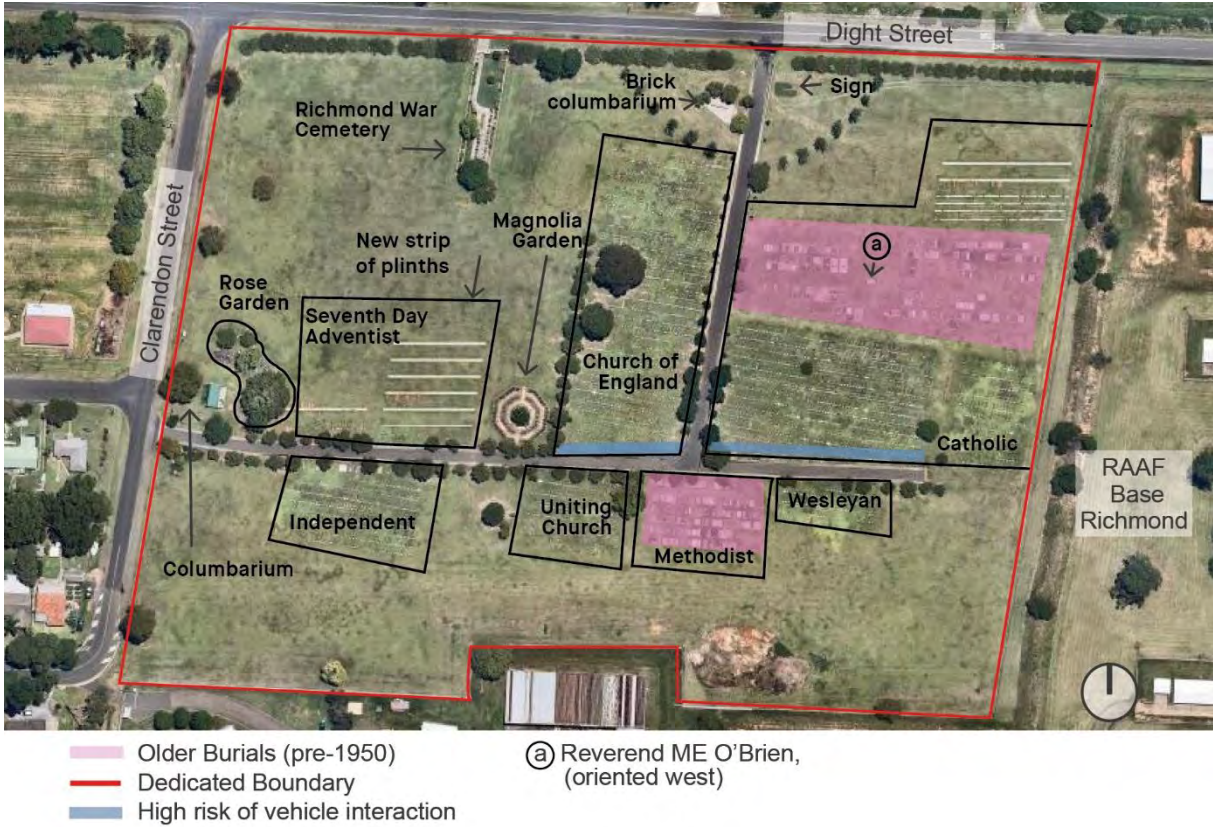 Dight Street
Brick
columbarium
Sign
Richmond War
Cemetery
Magnolia
Garden
New strip
of plinths
Clarendon Street
Rose
Garden
Seventh Day
Adventist
a
Church of
England
Catholic
RAAF
Base
Richmond
Independent
Uniting
Church
Wesleyan
Methodist
Columbarium
Older Burials (pre-1950)
Dedicated Boundary
High risk of vehicle interaction
a Reverend ME O'Brien,
(oriented west)